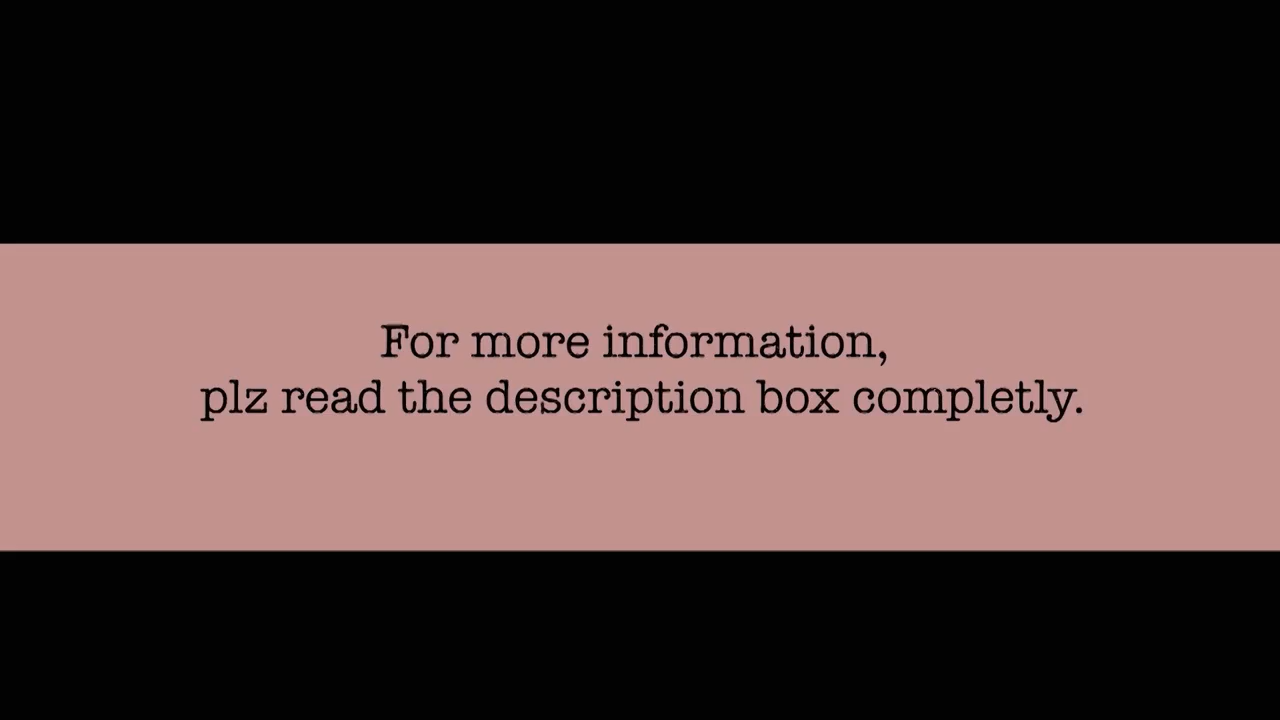 For more information,
plz read the description box completly.